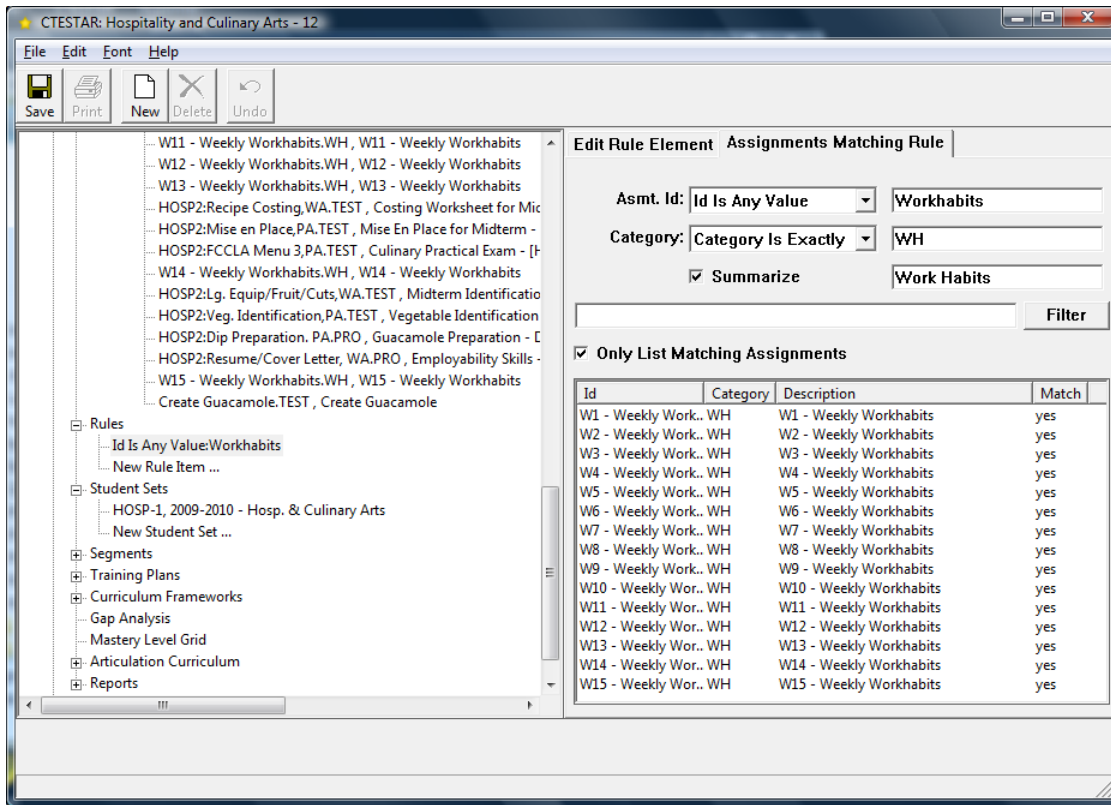 CTESTAR: Hospitality and Culinary Arts - 12
File Edit Font Help
Save Print New Delete Undo
W11 - Weekly Workhabits.WH , W11 - Weekly Workhabits
W12 - Weekly Workhabits.WH , W12 - Weekly Workhabits
W13 - Weekly Workhabits.WH , W13 - Weekly Workhabits
HOSP2:Recipe Costing,WA.TEST , Costing Worksheet for Mic
HOSP2:Mise en Place,PA.TEST , Mise En Place for Midterm -
HOSP2:FCCLA Menu 3,PA.TEST , Culinary Practical Exam - [H
W14 - Weekly Workhabits.WH , W14 - Weekly Workhabits
HOSP2:Lg. Equip/Fruit/Cuts,WA.TEST , Midterm Identificatio
HOSP2:Veg. Identification,PA.TEST , Vegetable Identification
HOSP2:Dip Preparation. PA.PRO , Guacamole Preparation - D
HOSP2:Resume/Cover Letter, WA.PRO , Employability Skills -
W15 - Weekly Workhabits.WH , W15 - Weekly Workhabits
Create Guacamole.TEST , Create Guacamole
Rules
Id Is Any Value:Workhabits
New Rule Item ...
Student Sets
HOSP-1, 2009-2010 - Hosp. & Culinary Arts
New Student Set ...
Segments
Training Plans
Curriculum Frameworks
Gap Analysis
Mastery Level Grid
Articulation Curriculum
Reports
Edit Rule Element Assignments Matching Rule
Asmt. Id: Id Is Any Value Workhabits
Category: Category Is Exactly WH
Summarize Work Habits
Filter
Only List Matching Assignments
Id Category Description Match
W1 - Weekly Work.. WH W1 - Weekly Workhabits yes
W2 - Weekly Work.. WH W2 - Weekly Workhabits yes
W3 - Weekly Work.. WH W3 - Weekly Workhabits yes
W4 - Weekly Work.. WH W4 - Weekly Workhabits yes
W5 - Weekly Work.. WH W5 - Weekly Workhabits yes
W6 - Weekly Work.. WH W6 - Weekly Workhabits yes
W7 - Weekly Work.. WH W7 - Weekly Workhabits yes
W8 - Weekly Work.. WH W8 - Weekly Workhabits yes
W9 - Weekly Work.. WH W9 - Weekly Workhabits yes
W10 - Weekly Wor.. WH W10 - Weekly Workhabits yes
W11 - Weekly Wor.. WH W11 - Weekly Workhabits yes
W12 - Weekly Wor.. WH W12 - Weekly Workhabits yes
W13 - Weekly Wor.. WH W13 - Weekly Workhabits yes
W14 - Weekly Wor.. WH W14 - Weekly Workhabits yes
W15 - Weekly Wor.. WH W15 - Weekly Workhabits yes